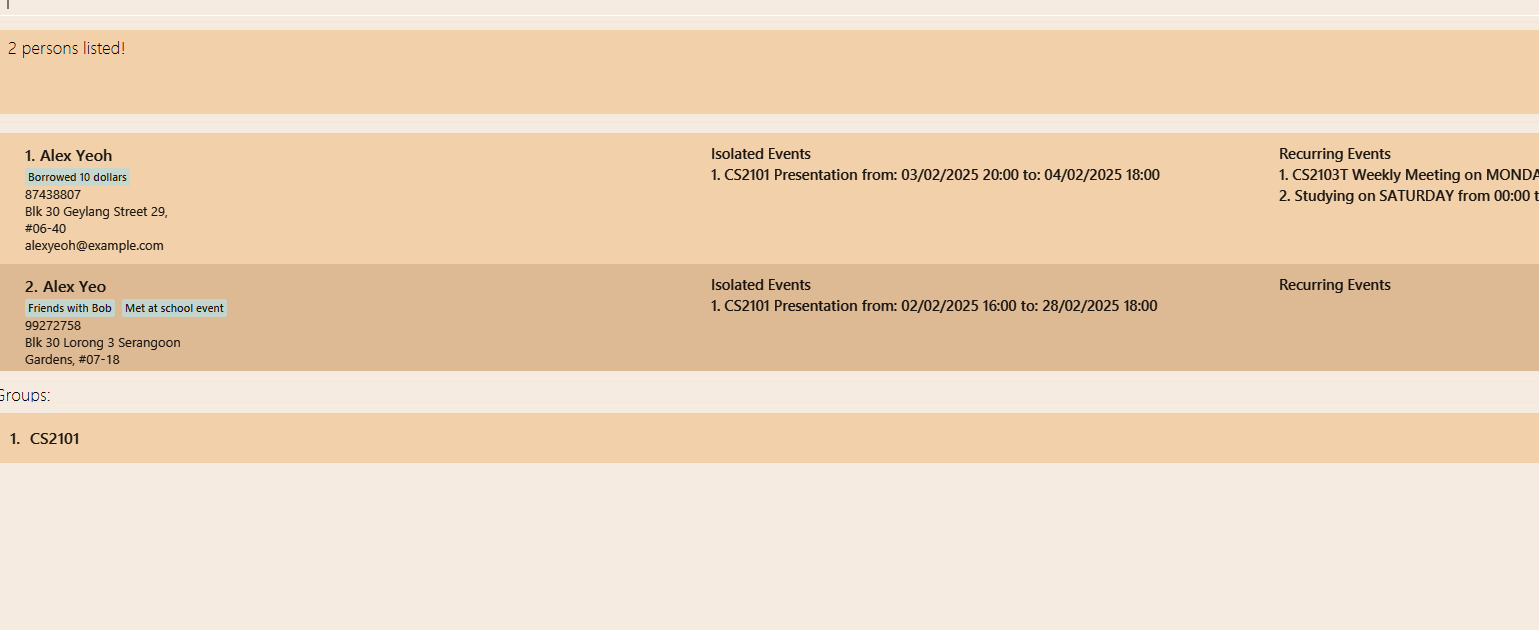 2 persons listed!
1. Alex Yeoh
Borrowed 10 dollars
87438807
Blk 30 Geylang Street 29,
#06-40
alexyeoh@example.com
Isolated Events
1. CS2101 Presentation from: 03/02/2025 20:00 to: 04/02/2025 18:00
Recurring Events
1. CS2103T Weekly Meeting on MONDA
2. Studying on SATURDAY from 00:00 t
2. Alex Yeo
Friends with Bob Met at school event
99272758
Blk 30 Lorong 3 Serangoon
Gardens, #07-18
Isolated Events
1. CS2101 Presentation from: 02/02/2025 16:00 to: 28/02/2025 18:00
Recurring Events
Groups:
1. CS2101